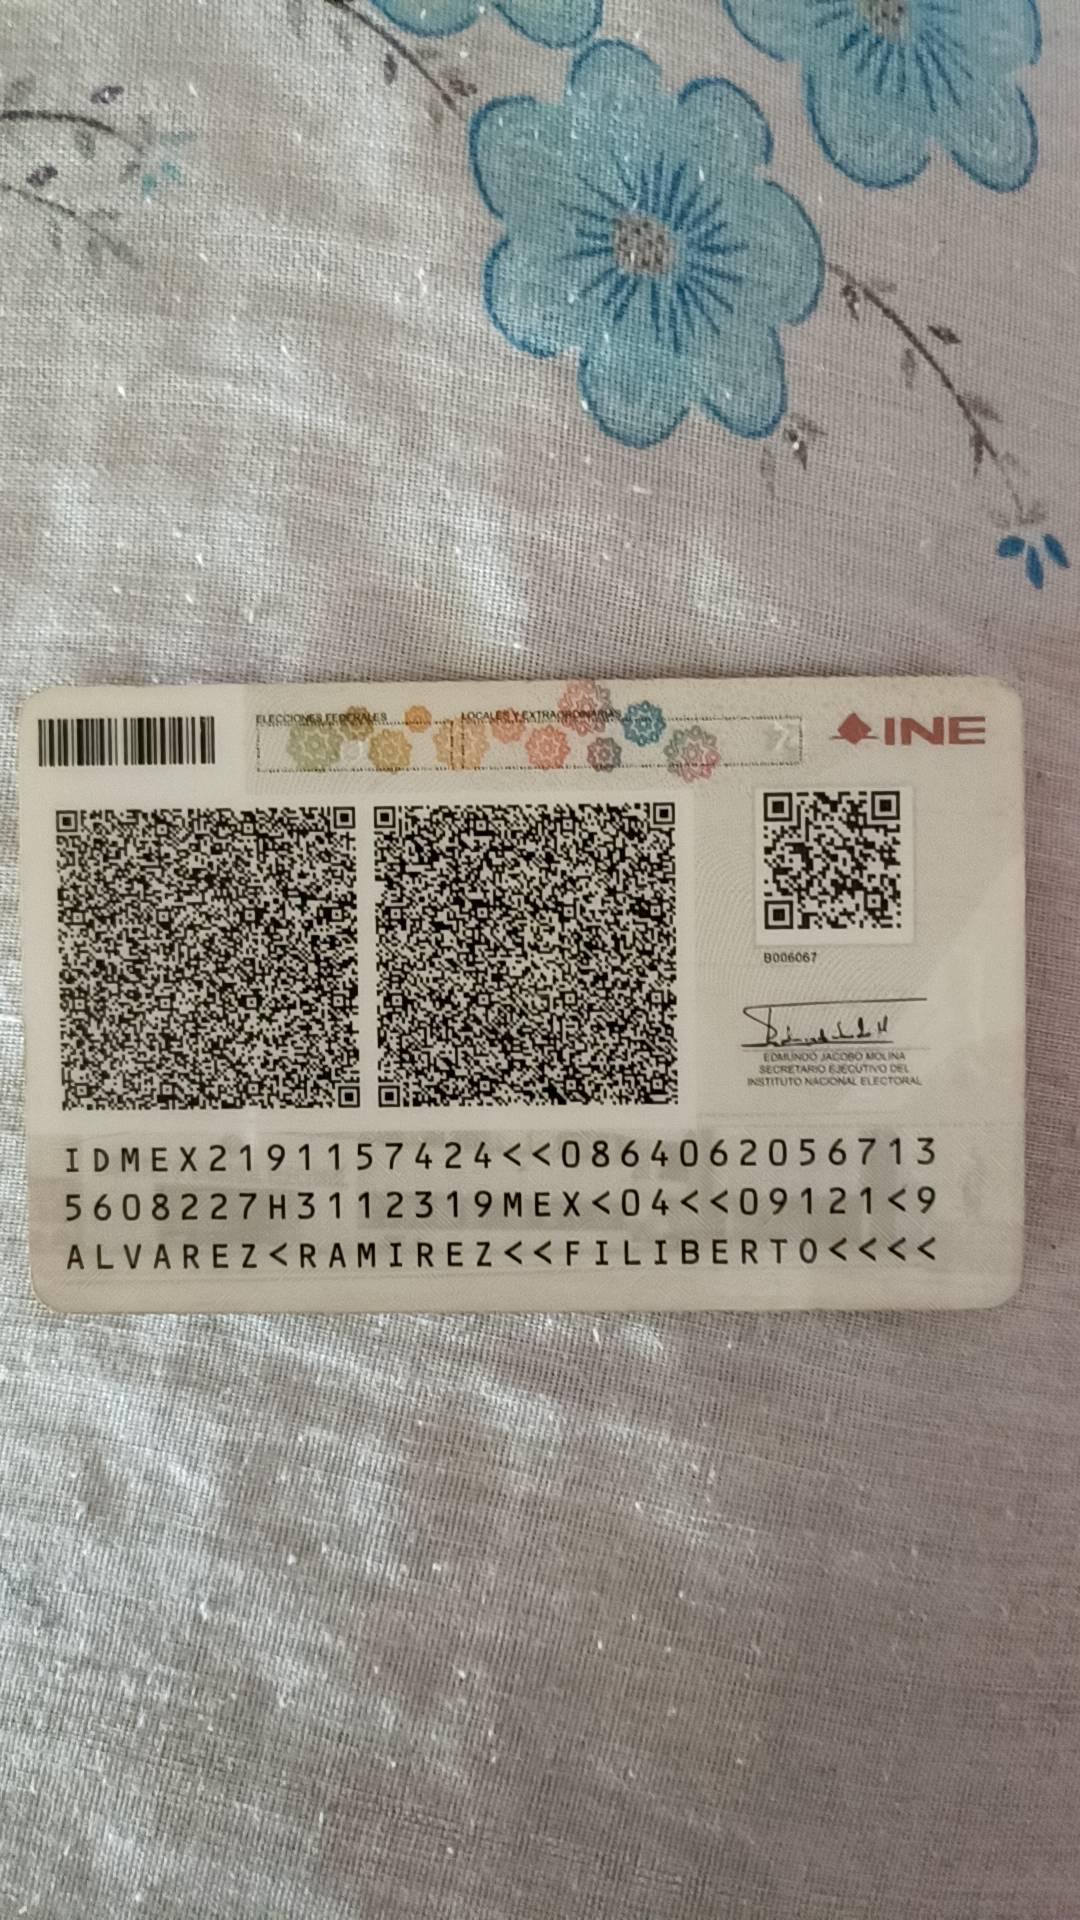 ELECCIONES FEDERALES LOCALES Y EXTRAORDINARIAS
INE
B006067
EDMUNDO JACOBO MOLINA
SECRETARIO EJECUTIVO DEL
INSTITUTO NACIONAL ELECTORAL
IDMEX2191157424<<0864062056713
5608227H3112319MEX<04<<09121<9
ALVAREZ<RAMIREZ<<FILIBERTO<<<<